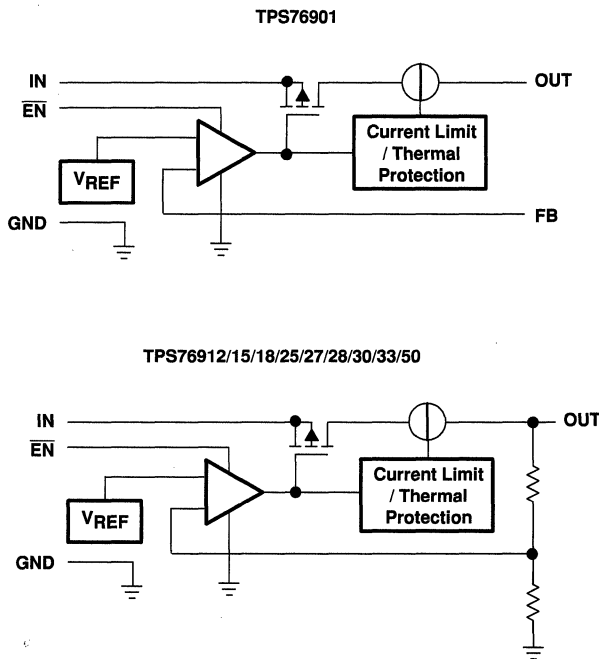 TPS76901
IN
OUT
EN
Current Limit
/ Thermal
Protection
VREF
FB
GND
TPS76912/15/18/25/27/28/30/33/50
IN
OUT
EN
Current Limit
/ Thermal
Protection
VREF
GND